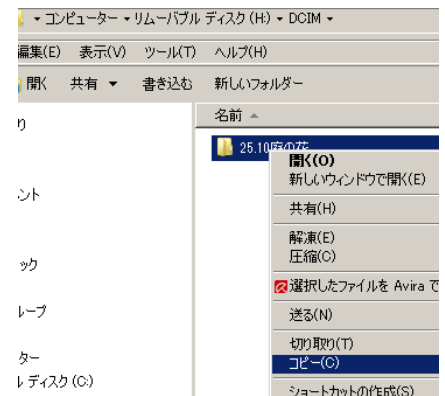 ▾ コンピューター ▾ リムーバブル ディスク (H:) ▾ DCIM ▾
編集(E) 表示(V) ツール(T) ヘルプ(H)
開く 共有 ▼ 書き込む 新しいフォルダー
り
名前
25.10庭の花
開く(O)
新しいウィンドウで開く(E)
ント
共有(H)
解凍(E)
圧縮(C)
ック
選択したファイルを Avira で
ループ
送る(N)
切り取り(T)
ター
コピー(C)
ル ディスク (C:)
ショートカットの作成(S)